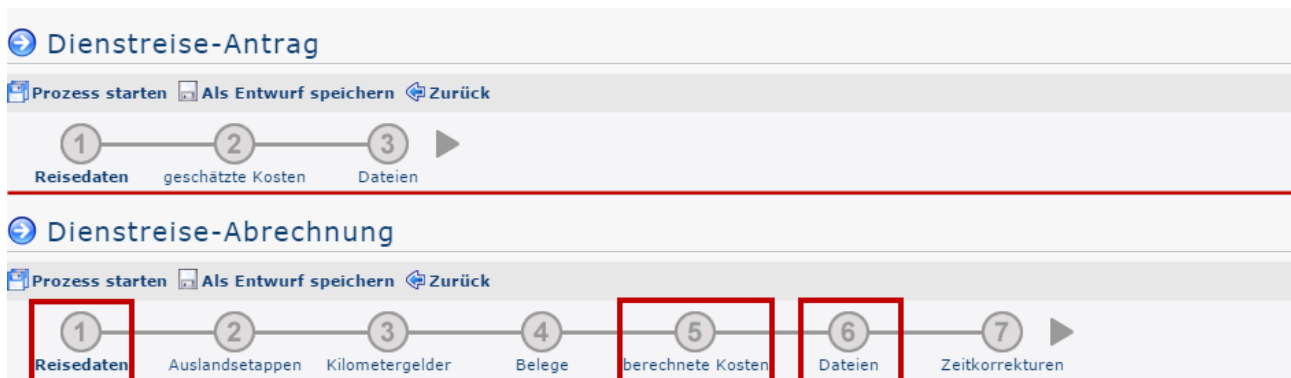 Dienstreise-Antrag
Prozess starten Als Entwurf speichern Zurück
1 2 3
Reisedaten geschätzte Kosten Dateien
Dienstreise-Abrechnung
Prozess starten Als Entwurf speichern Zurück
1 2 3 4 5 6 7
Reisedaten Auslandsetappen Kilometergelder Belege berechnete Kosten Dateien Zeitkorrekturen